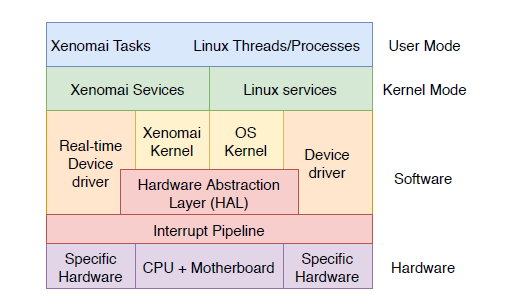 Xenomai Tasks Linux Threads/Processes User Mode
Xenomai Sevices Linux services Kernel Mode
Real-time
Device
driver
Xenomai
Kernel
OS
Kernel
Device
driver
Hardware Abstraction
Layer (HAL)
Software
Interrupt Pipeline
Specific
Hardware
CPU + Motherboard
Specific
Hardware
Hardware